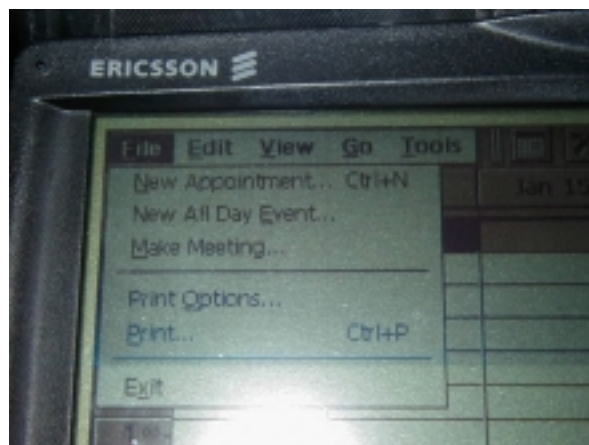 ERICSSON
File Edit View Go Tools
New Appointment... Ctrl+N
Jan 15
New All Day Event...
Make Meeting...
Print Options...
Print... Ctrl+P
Exit